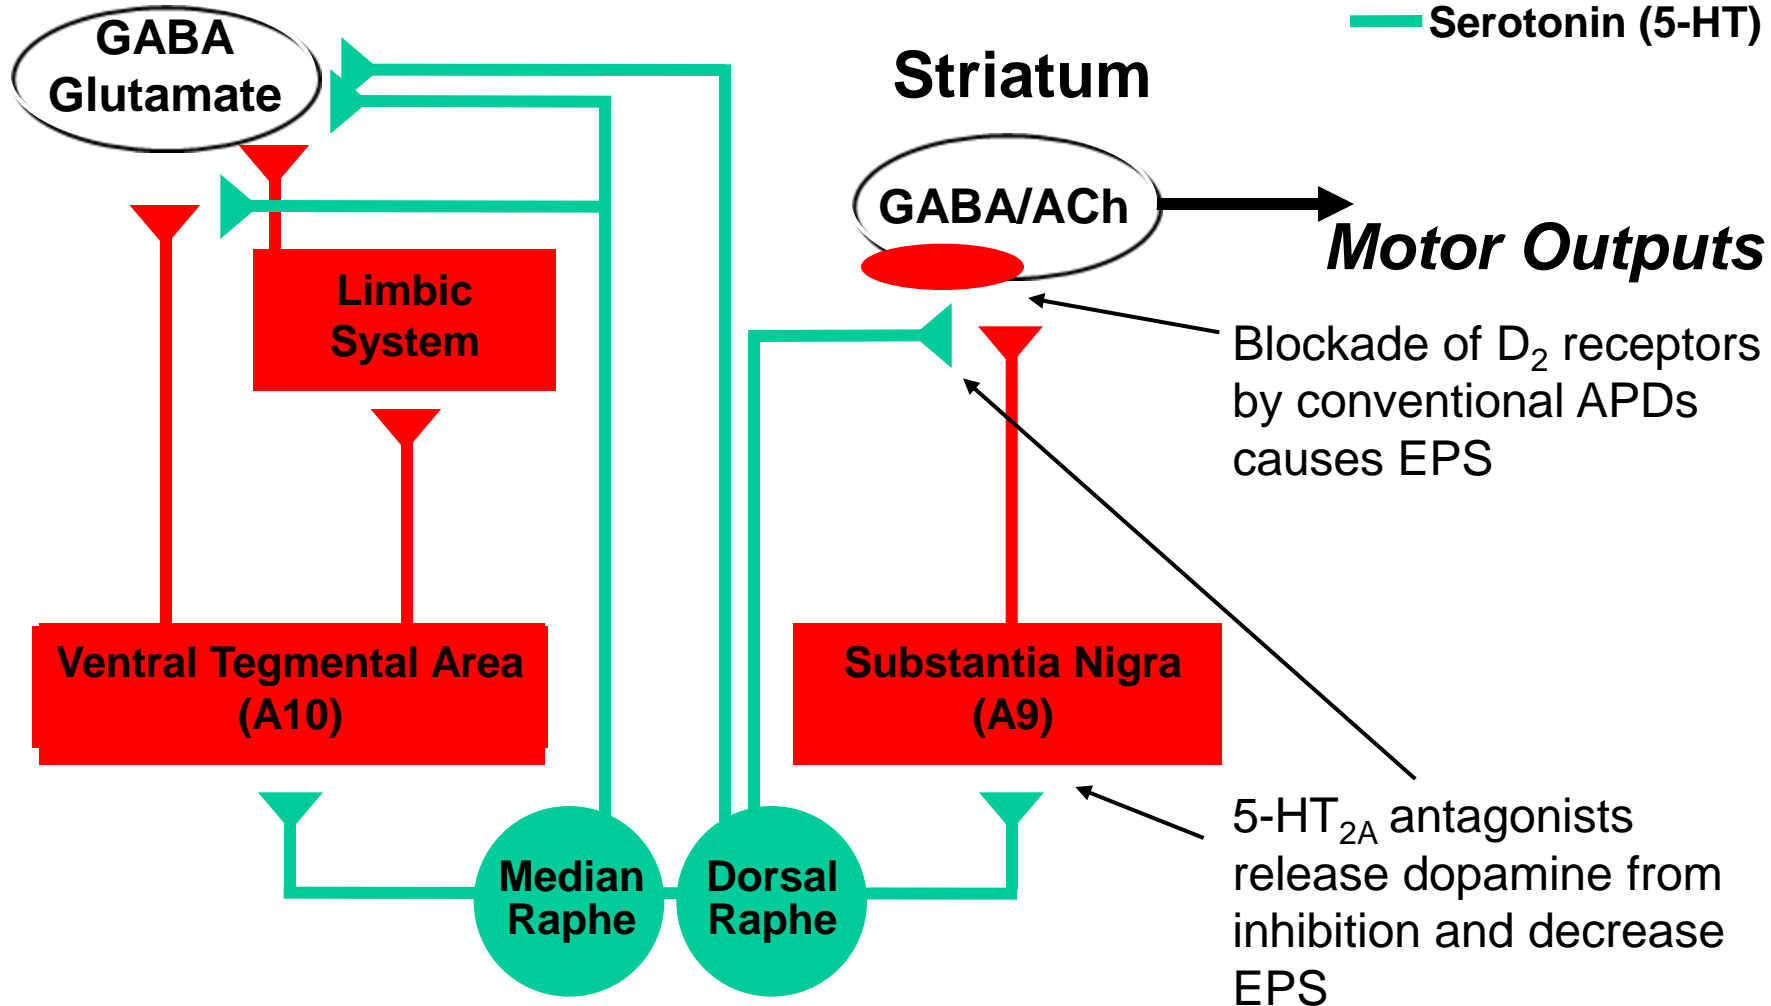 GABA
Glutamate
Serotonin (5-HT)
Striatum
GABA/ACh
Motor Outputs
Limbic
System
Blockade of D₂ receptors
by conventional APDs
causes EPS
Ventral Tegmental Area
(A10)
Substantia Nigra
(A9)
Median
Raphe
Dorsal
Raphe
5-HT₂A antagonists
release dopamine from
inhibition and decrease
EPS